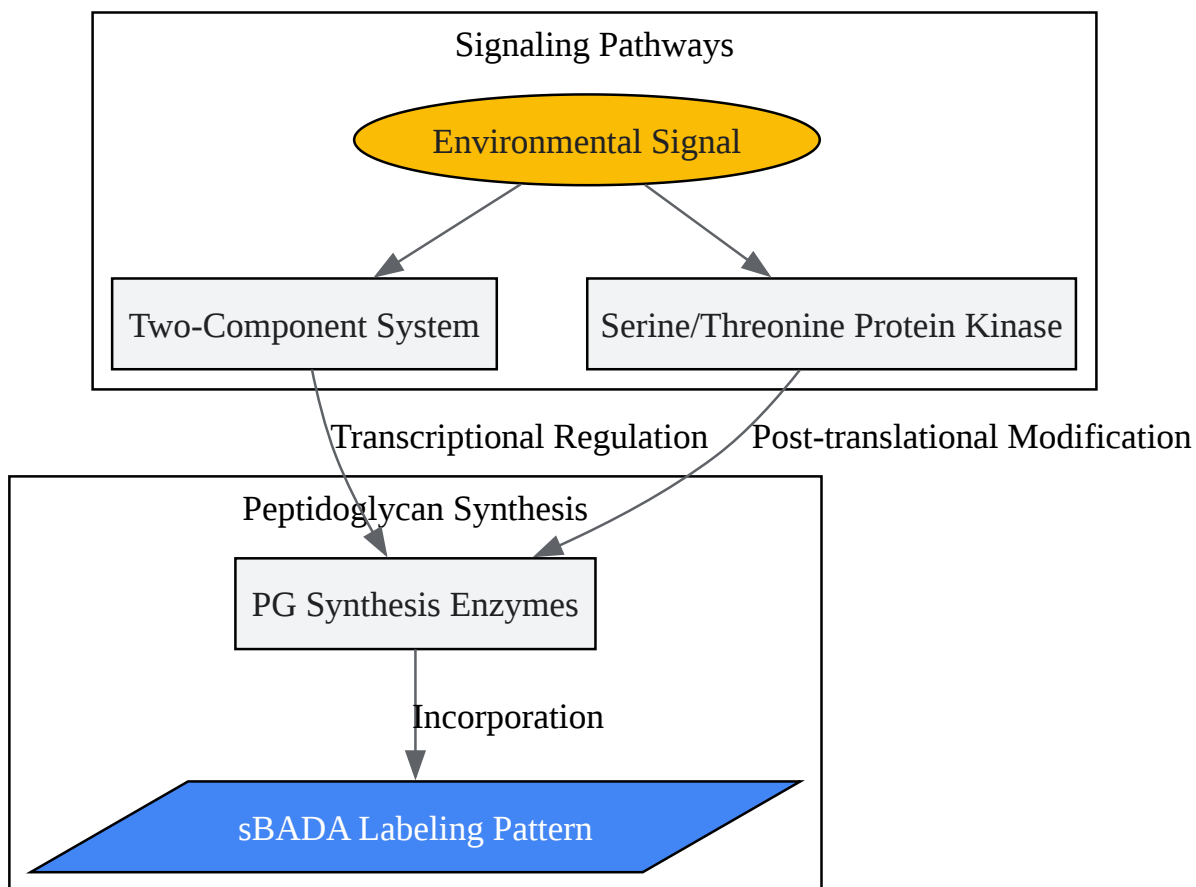 Signaling Pathways
Environmental Signal
Two-Component System
Serine/Threonine Protein Kinase
Transcriptional Regulation
Post-translational Modification
Peptidoglycan Synthesis
PG Synthesis Enzymes
Incorporation
sBADA Labeling Pattern